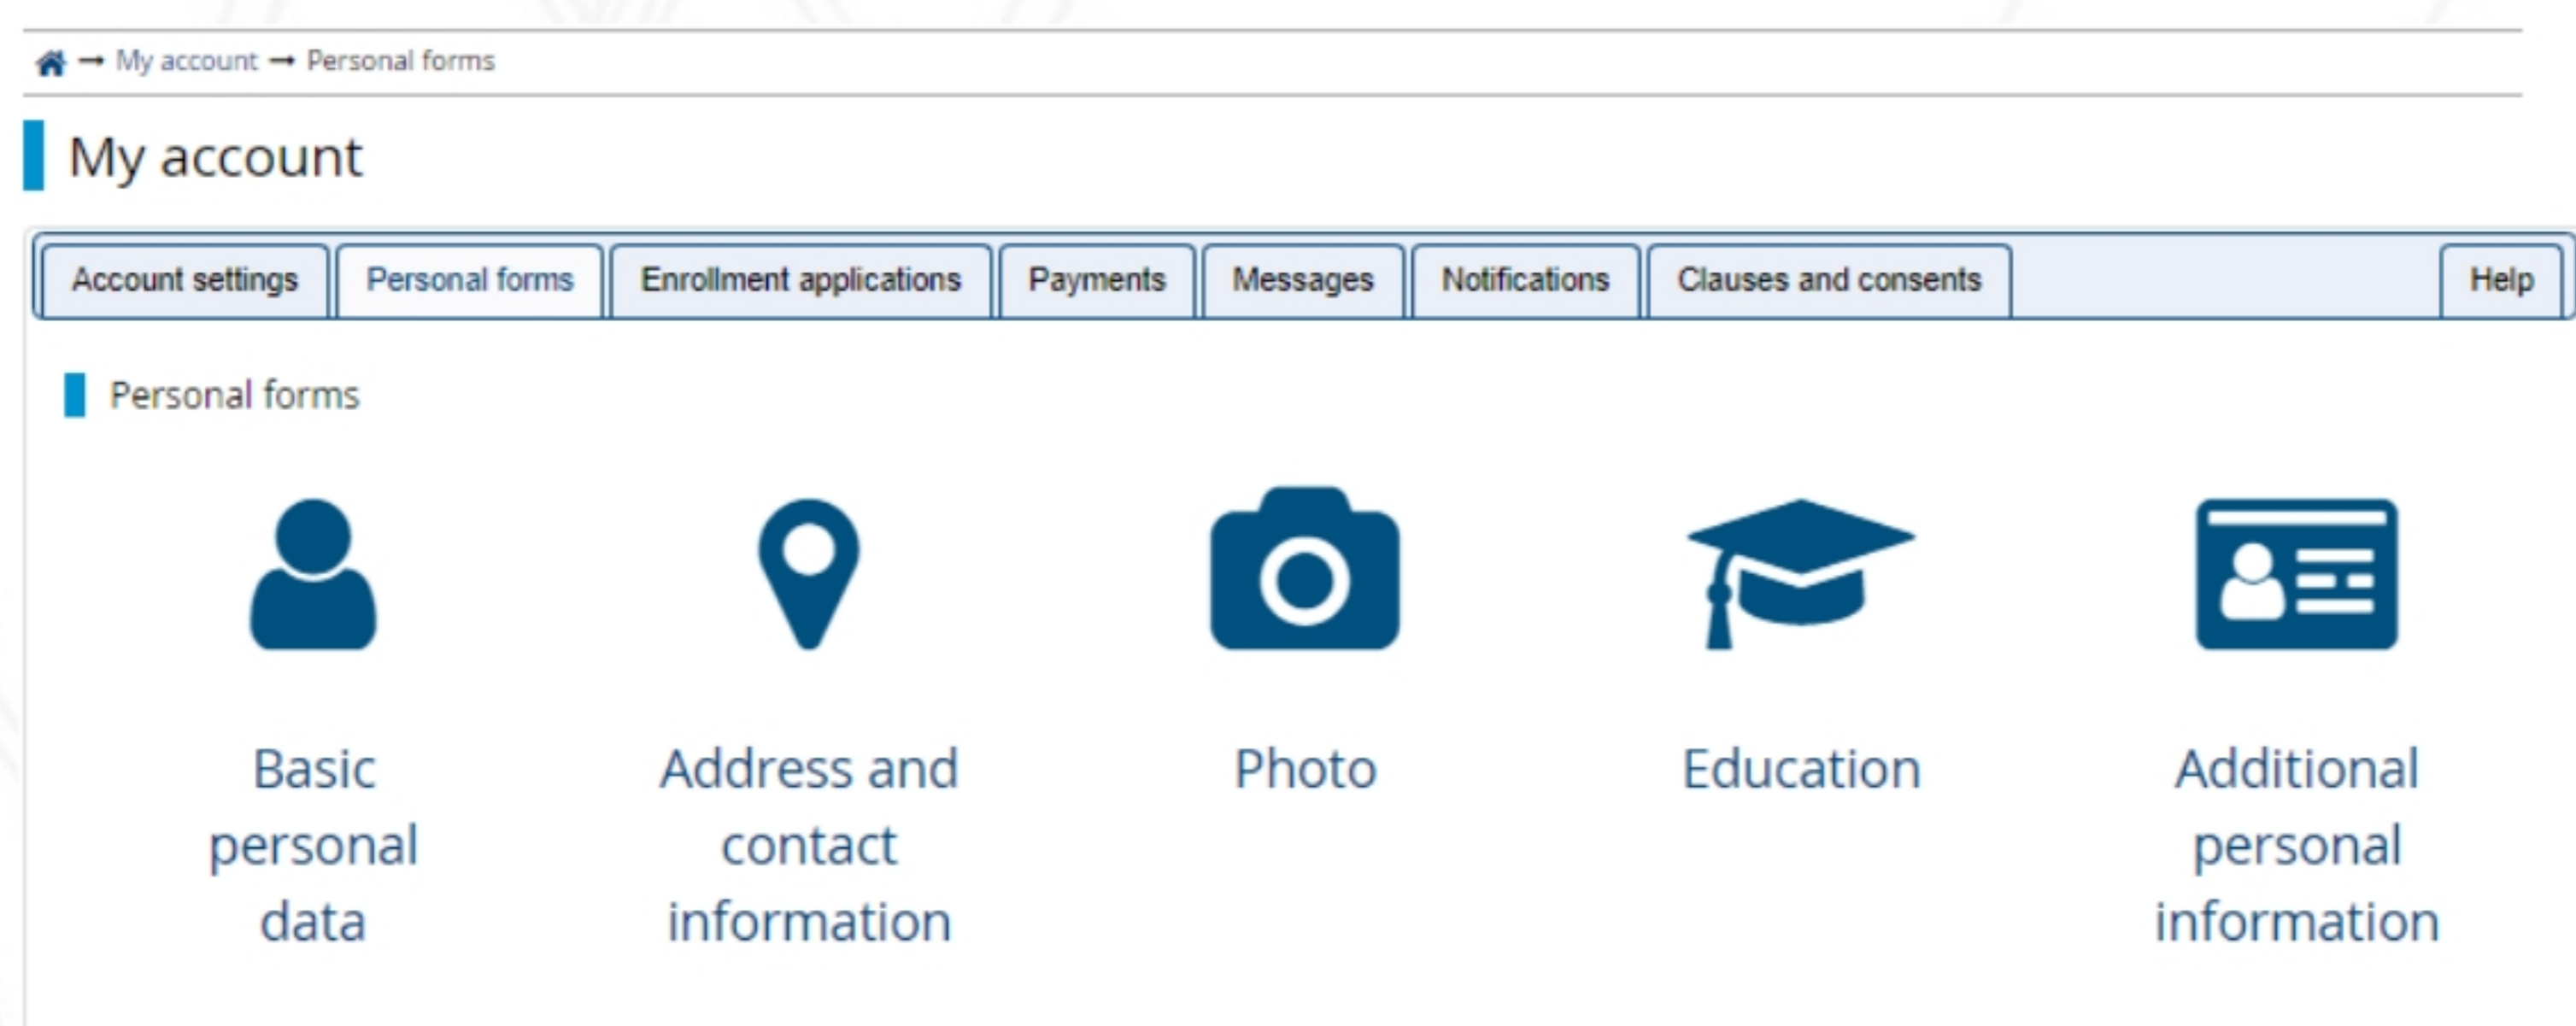 My account → Personal forms
My account
Account settings Personal forms Enrollment applications Payments Messages Notifications Clauses and consents Help
Personal forms
Basic personal data
Address and contact information
Photo
Education
Additional personal information